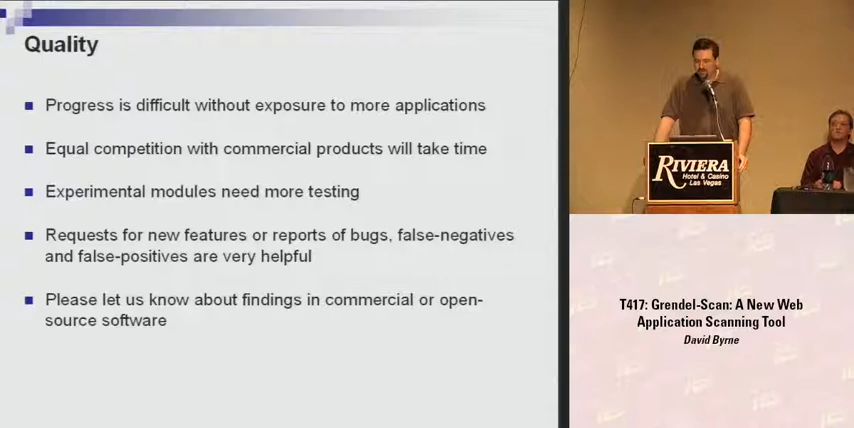 Quality
Progress is difficult without exposure to more applications
Equal competition with commercial products will take time
Experimental modules need more testing
Requests for new features or reports of bugs, false-negatives
and false-positives are very helpful
Please let us know about findings in commercial or open-
source software
RIVIERA
Hotel & Casino
Las Vegas
T417: Grendel-Scan: A New Web
Application Scanning Tool
David Byrne